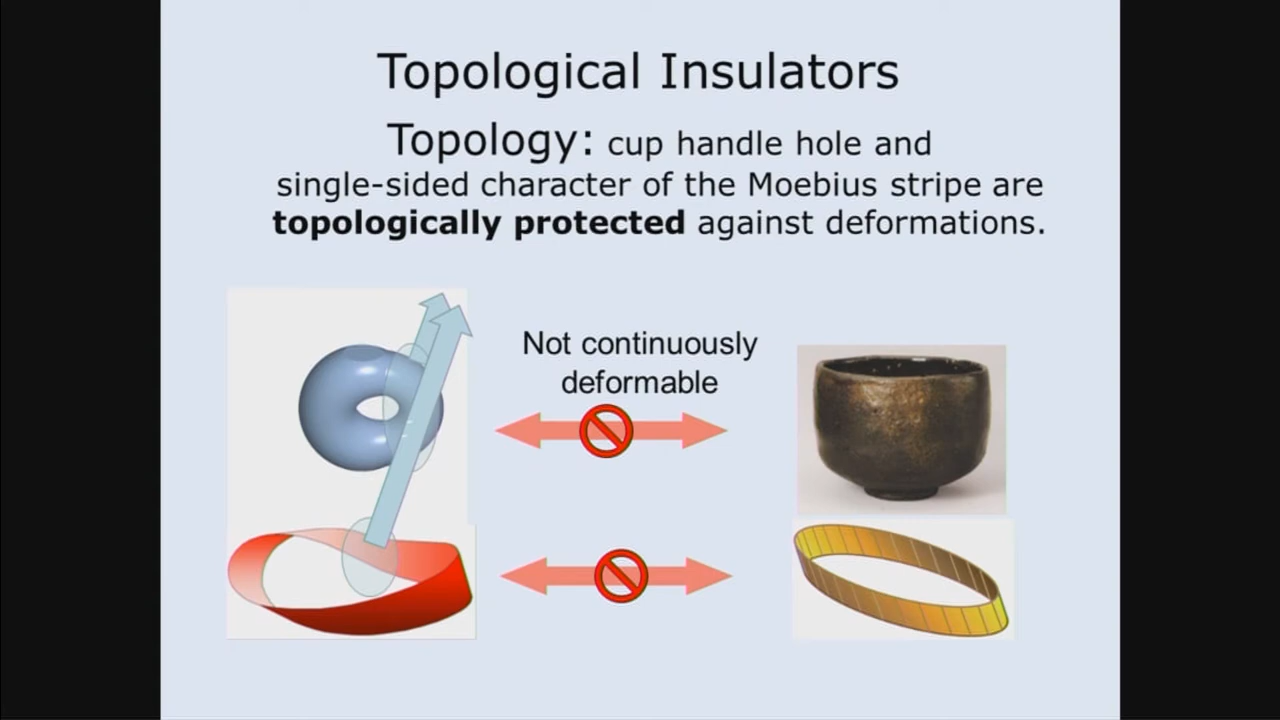 Topological Insulators
Topology: cup handle hole and
single-sided character of the Moebius stripe are
topologically protected against deformations.
Not continuously
deformable